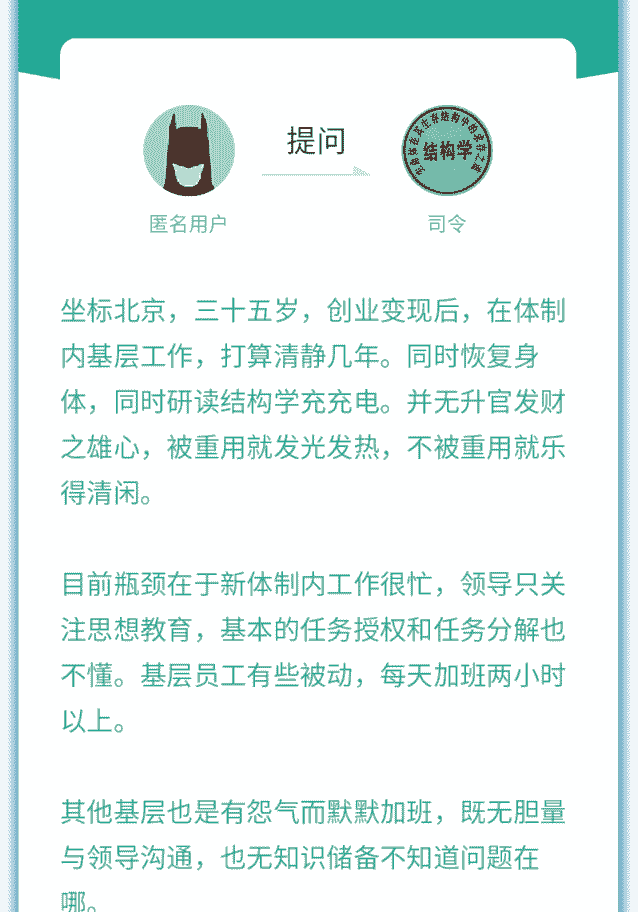 提问
结构学
匿名用户
司令
坐标北京，三十五岁，创业变现后，在体制
内基层工作，打算清静几年。同时恢复身
体，同时研读结构学充充电。并无升官发财
之雄心，被重用就发光发热，不被重用就乐
得清闲。
目前瓶颈在于新体制内工作很忙，领导只关
注思想教育，基本的任务授权和任务分解也
不懂。基层员工有些被动，每天加班两小时
以上。
其他基层也是有怨气而默默加班，既无胆量
与领导沟通，也无知识储备不知道问题在
哪。